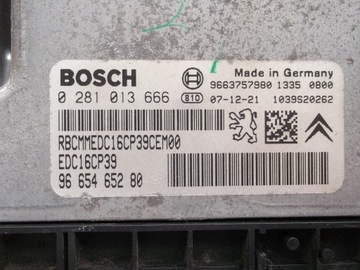 BOSCH
Made in Germany
9663757980 1335 0800
0 281 013 666 810 07-12-21 1039S20262
RBCMMEDC16CP39CEM00
EDC16CP39
96 654 652 80